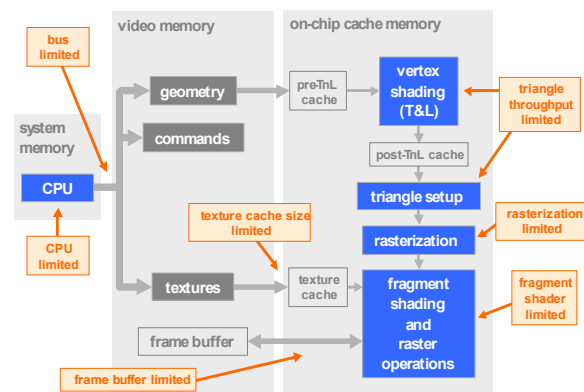 video memory
on-chip cache memory
bus
limited
geometry
pre-TnL
cache
vertex
shading
(T&L)
triangle
throughput
limited
system
memory
commands
post-TnL cache
CPU
triangle setup
texture cache size
limited
CPU
limited
rasterization
rasterization
limited
textures
texture
cache
fragment
shading
and
raster
operations
fragment
shader
limited
frame buffer
frame buffer limited